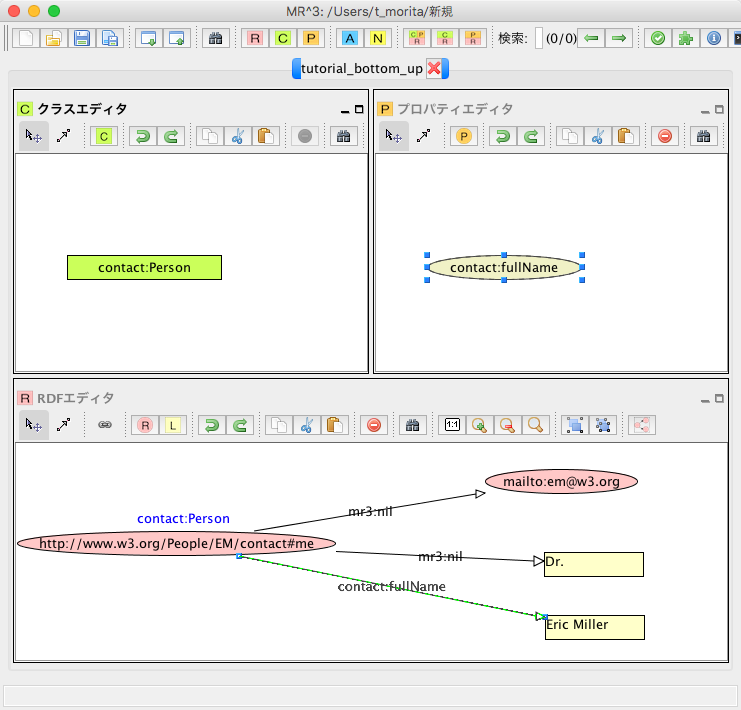 MR^3: /Users/t_morita/新規
R C P A N C P R C R P R 検索: (0/0)
tutorial_bottom_up
C クラスエディタ
P プロパティエディタ
C
P
contact:Person
contact:fullName
R RDFエディタ
R L 1:1
mailto:em@w3.org
mr3:nil
contact:Person
http://www.w3.org/People/EM/contact#me
mr3:nil
Dr.
contact:fullName
Eric Miller